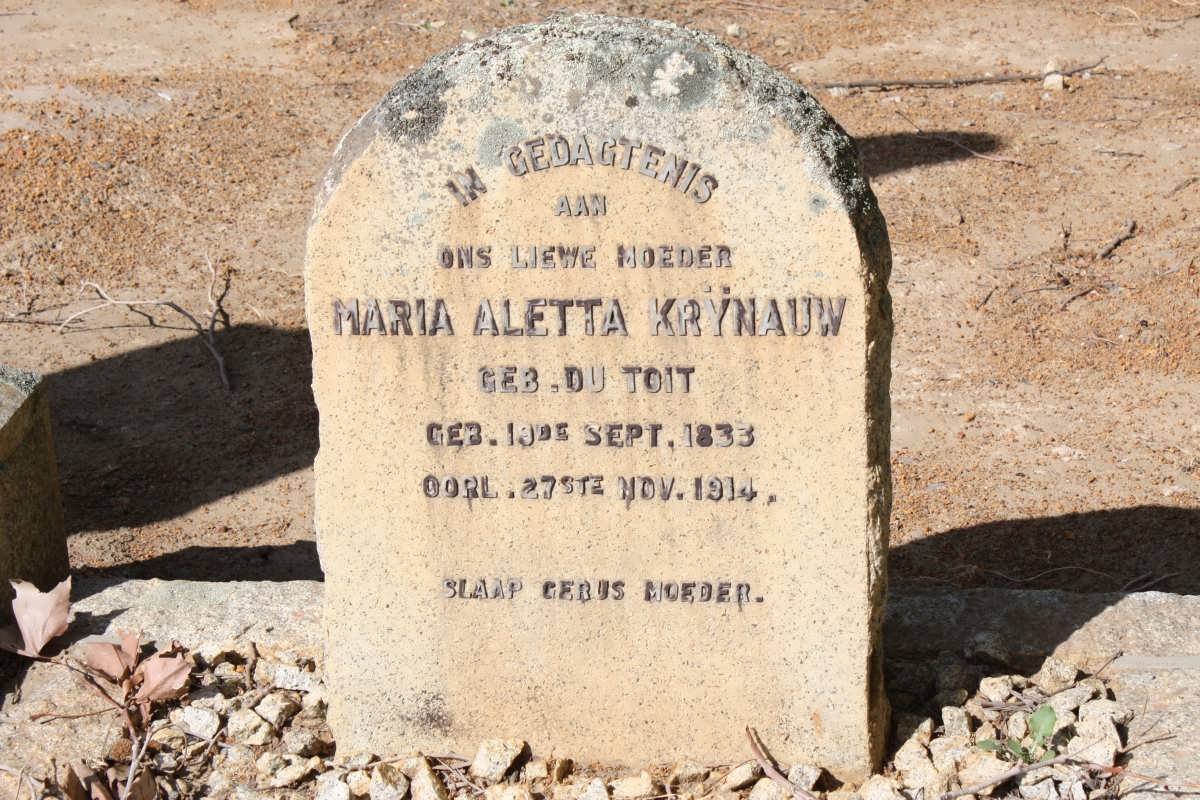 IN GEDAGTENIS
AAN
ONS LIEWE MOEDER
MARIA ALETTA KRŸNAUW
GEB. DU TOIT
GEB. 19DE SEPT. 1833
OORL. 27STE NOV. 1914.
SLAAP GERUS MOEDER.